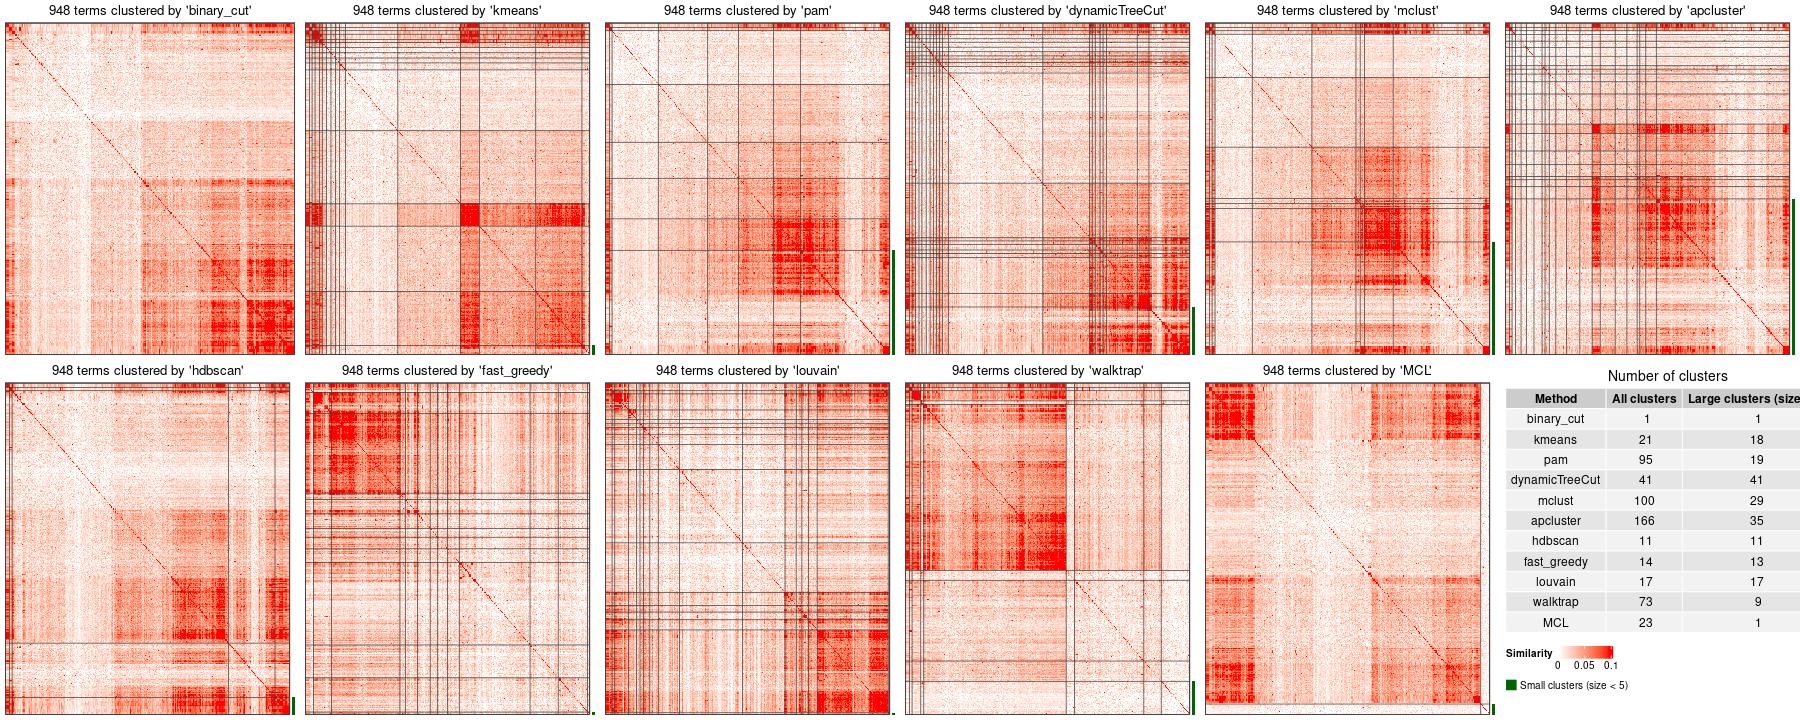 948 terms clustered by 'binary_cut'
948 terms clustered by 'kmeans'
948 terms clustered by 'pam'
948 terms clustered by 'dynamicTreeCut'
948 terms clustered by 'mclust'
948 terms clustered by 'apcluster'
948 terms clustered by 'hdbscan'
948 terms clustered by 'fast_greedy'
948 terms clustered by 'louvain'
948 terms clustered by 'walktrap'
948 terms clustered by 'MCL'
Number of clusters
Method All clusters Large clusters (size
binary_cut 1 1
kmeans 21 18
pam 95 19
dynamicTreeCut 41 41
mclust 100 29
apcluster 166 35
hdbscan 11 11
fast_greedy 14 13
louvain 17 17
walktrap 73 9
MCL 23 1
Similarity
0 0.05 0.1
Small clusters (size < 5)